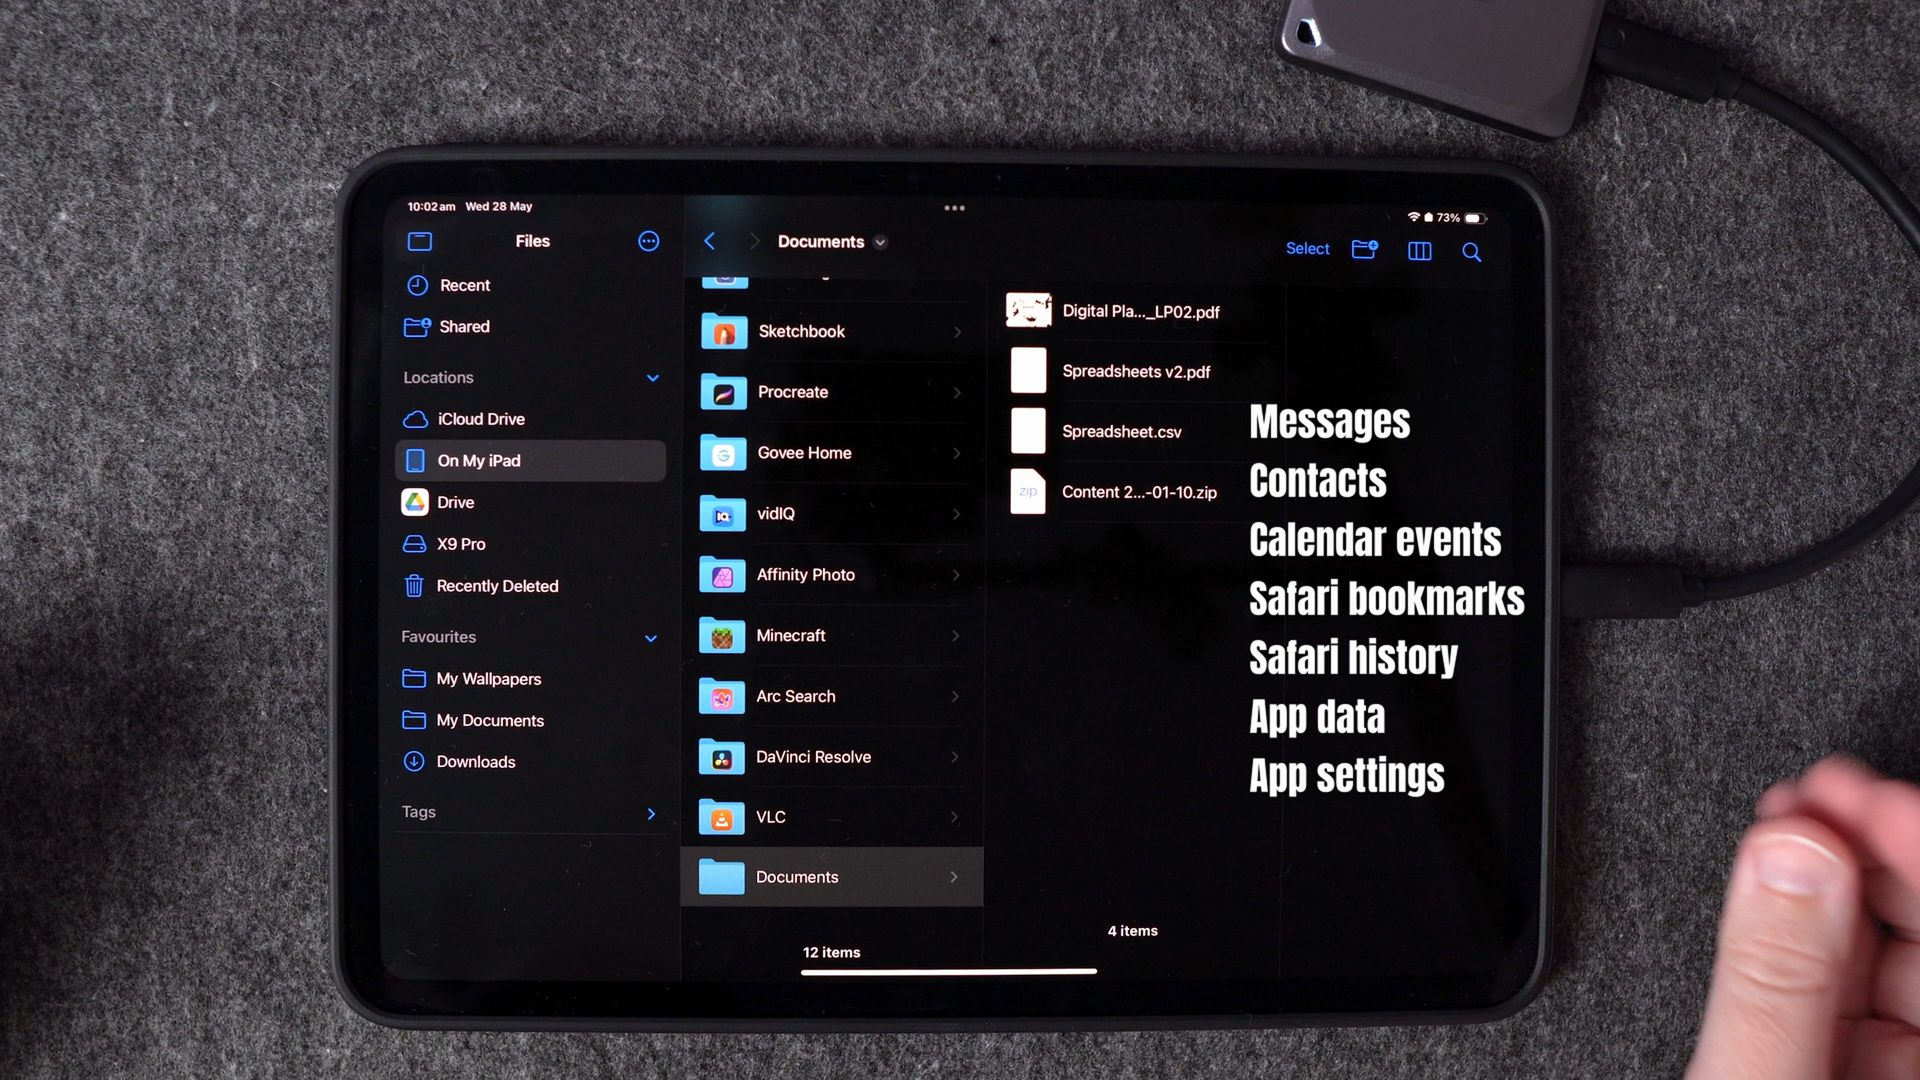 10:02 am Wed 28 May
73%
Files
Documents
Select
Recent
Shared
Locations
iCloud Drive
On My iPad
Drive
X9 Pro
Recently Deleted
Favourites
My Wallpapers
My Documents
Downloads
Tags
Sketchbook
Procreate
Govee Home
vidIQ
Affinity Photo
Minecraft
Arc Search
DaVinci Resolve
VLC
Documents
12 items
Digital Pla..._LP02.pdf
Spreadsheets v2.pdf
Spreadsheet.csv
zip
Content 2...-01-10.zip
4 items
Messages
Contacts
Calendar events
Safari bookmarks
Safari history
App data
App settings